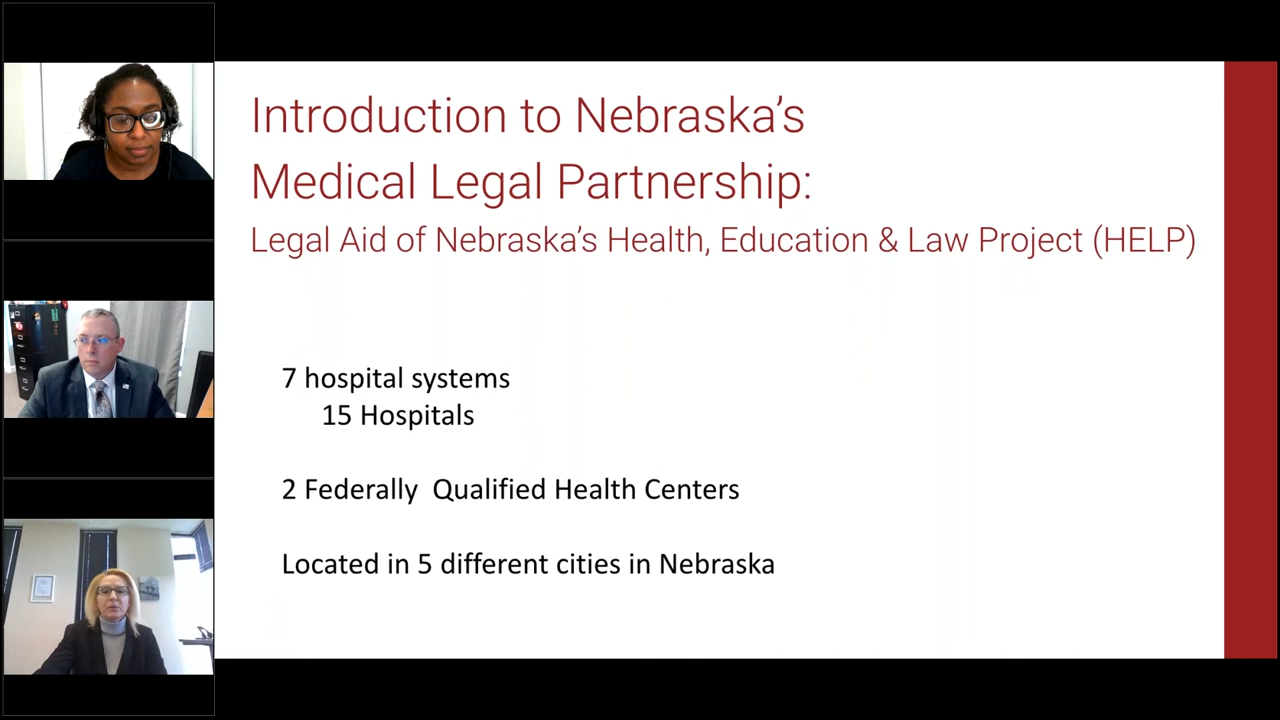 Introduction to Nebraska's
Medical Legal Partnership:
Legal Aid of Nebraska's Health, Education & Law Project (HELP)
7 hospital systems
15 Hospitals
2 Federally  Qualified Health Centers
Located in 5 different cities in Nebraska